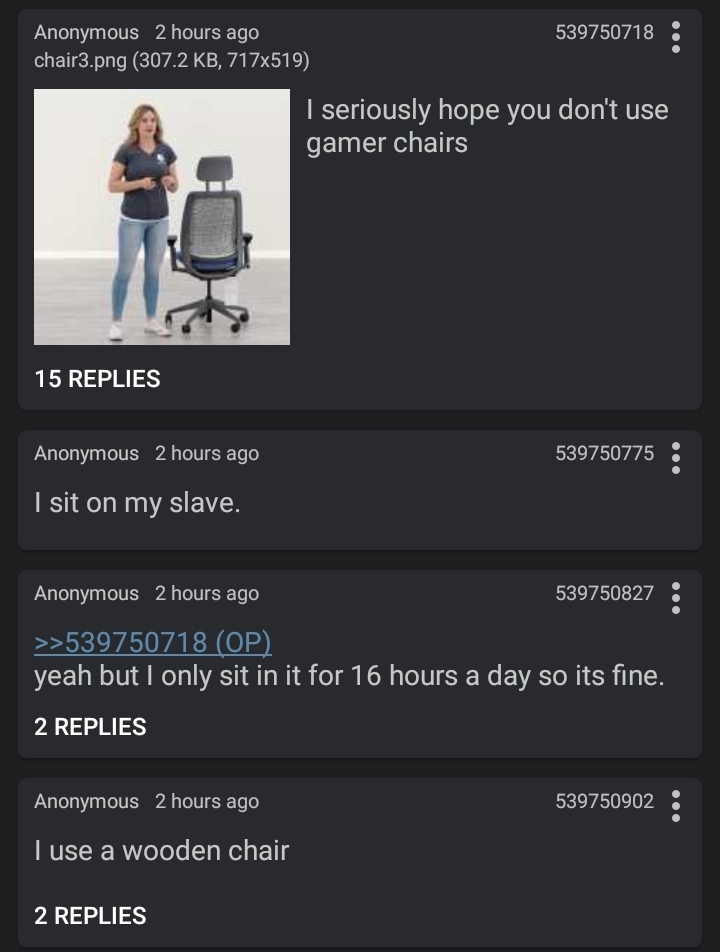 Anonymous 2 hours ago 539750718
chair3.png (307.2 KB, 717x519)
I seriously hope you don't use
gamer chairs
15 REPLIES
Anonymous 2 hours ago 539750775
I sit on my slave.
Anonymous 2 hours ago 539750827
>>539750718 (OP)
yeah but I only sit in it for 16 hours a day so its fine.
2 REPLIES
Anonymous 2 hours ago 539750902
I use a wooden chair
2 REPLIES